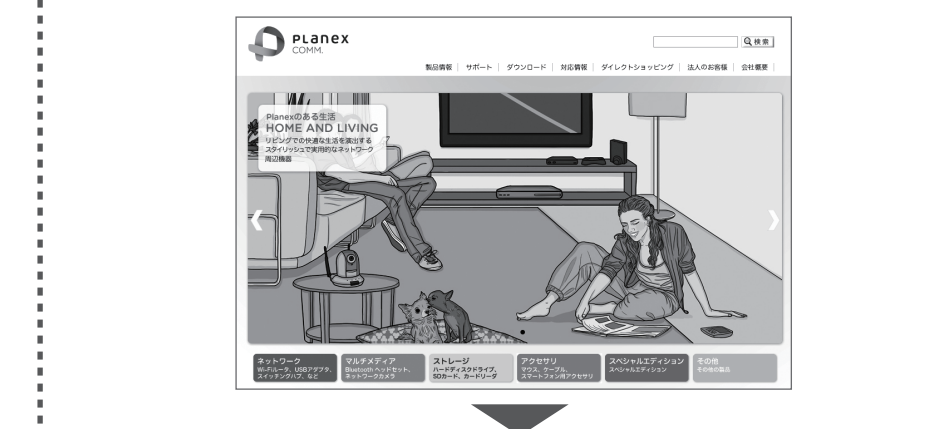 PLANEX
COMM.
検索
製品情報 サポート ダウンロード 対応情報 ダイレクトショッピング 法人のお客様 会社概要
Planexのある生活
HOME AND LIVING
リビングでの快適な生活を演出する
スタイリッシュで実用的なネットワーク
周辺機器
ネットワーク
Wi-Fiルータ、USBアダプタ、
スイッチングハブ、など
マルチメディア
Bluetooth ヘッドセット、
ネットワークカメラ
ストレージ
ハードディスクドライブ、
SDカード、カードリーダ
アクセサリ
マウス、ケーブル、
スマートフォン用アクセサリ
スペシャルエディション
スペシャルエディション
その他
その他の製品